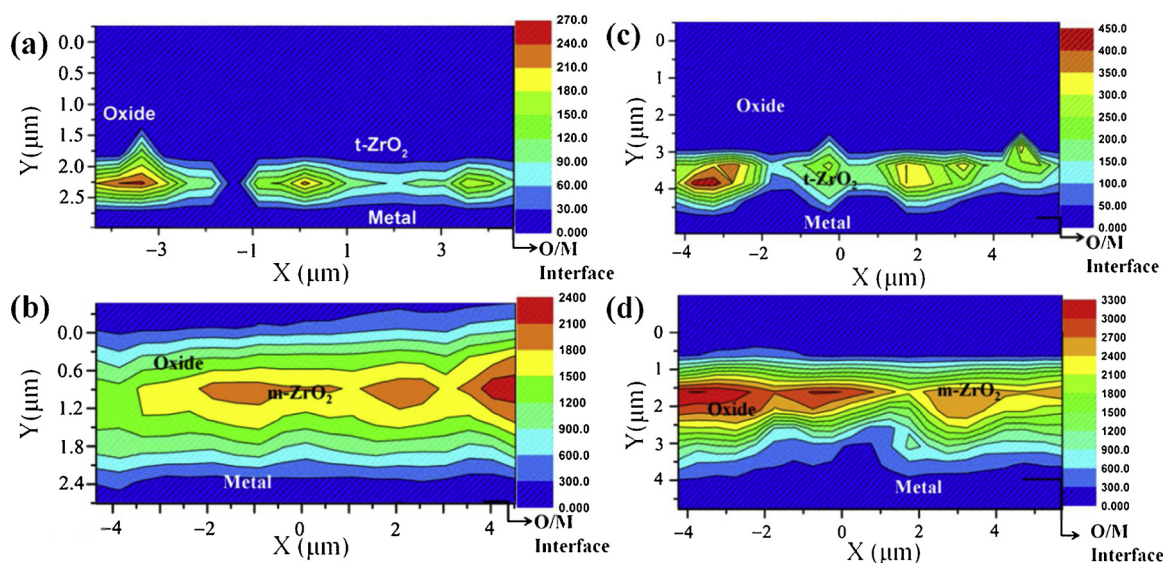 (a)
0.0
0.5
1.0
1.5
2.0
2.5
Y(μm)
Oxide
t-ZrO2
Metal
−3
−1
1
3
X (μm)
270.0
240.0
210.0
180.0
150.0
120.0
90.00
60.00
30.00
0.000
O/M
Interface
(c)
0
1
2
3
4
Y(μm)
Oxide
t-ZrO2
Metal
−4
−2
0
2
4
X (μm)
450.0
400.0
350.0
300.0
250.0
200.0
150.0
100.0
50.00
0.000
O/M
Interface
(b)
0.0
0.6
1.2
1.8
2.4
Y(μm)
Oxide
m-ZrO2
Metal
−4
−2
0
2
4
X (μm)
2400
2100
1800
1500
1200
900.0
600.0
300.0
0.000
O/M
Interface
(d)
0
1
2
3
4
Y(μm)
m-ZrO2
Oxide
Metal
−4
−2
0
2
4
X (μm)
3300
3000
2700
2400
2100
1800
1500
1200
900.0
600.0
300.0
0.000
O/M
Interface